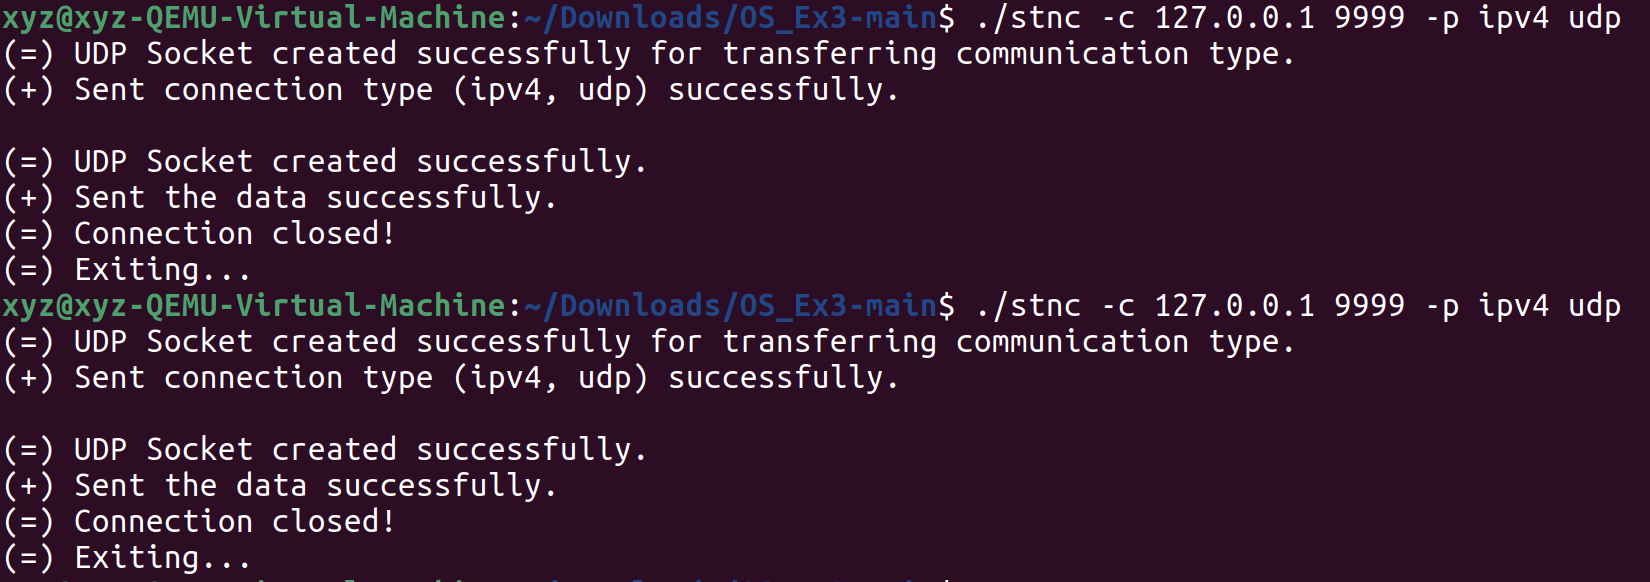 xyz@xyz-QEMU-Virtual-Machine:~/Downloads/OS_Ex3-main$ ./stnc -c 127.0.0.1 9999 -p ipv4 udp
(=) UDP Socket created successfully for transferring communication type.
(+) Sent connection type (ipv4, udp) successfully.
(=) UDP Socket created successfully.
(+) Sent the data successfully.
(=) Connection closed!
(=) Exiting...
xyz@xyz-QEMU-Virtual-Machine:~/Downloads/OS_Ex3-main$ ./stnc -c 127.0.0.1 9999 -p ipv4 udp
(=) UDP Socket created successfully for transferring communication type.
(+) Sent connection type (ipv4, udp) successfully.
(=) UDP Socket created successfully.
(+) Sent the data successfully.
(=) Connection closed!
(=) Exiting...